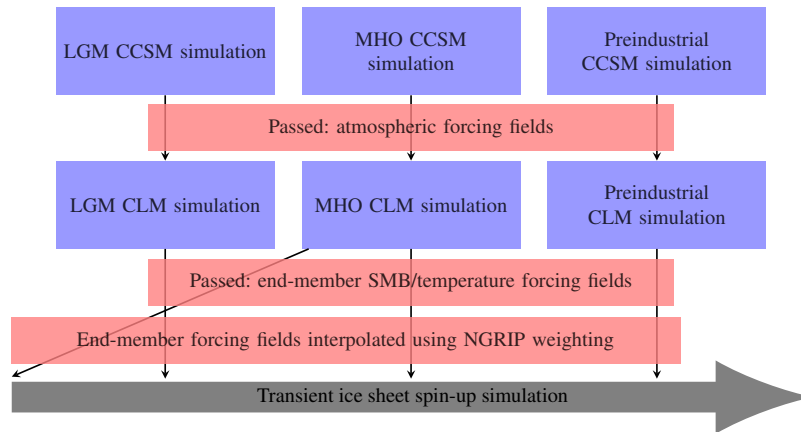 LGM CCSM simulation
MHO CCSM
simulation
Preindustrial
CCSM simulation
Passed: atmospheric forcing fields
LGM CLM simulation
MHO CLM simulation
Preindustrial
CLM simulation
Passed: end-member SMB/temperature forcing fields
End-member forcing fields interpolated using NGRIP weighting
Transient ice sheet spin-up simulation